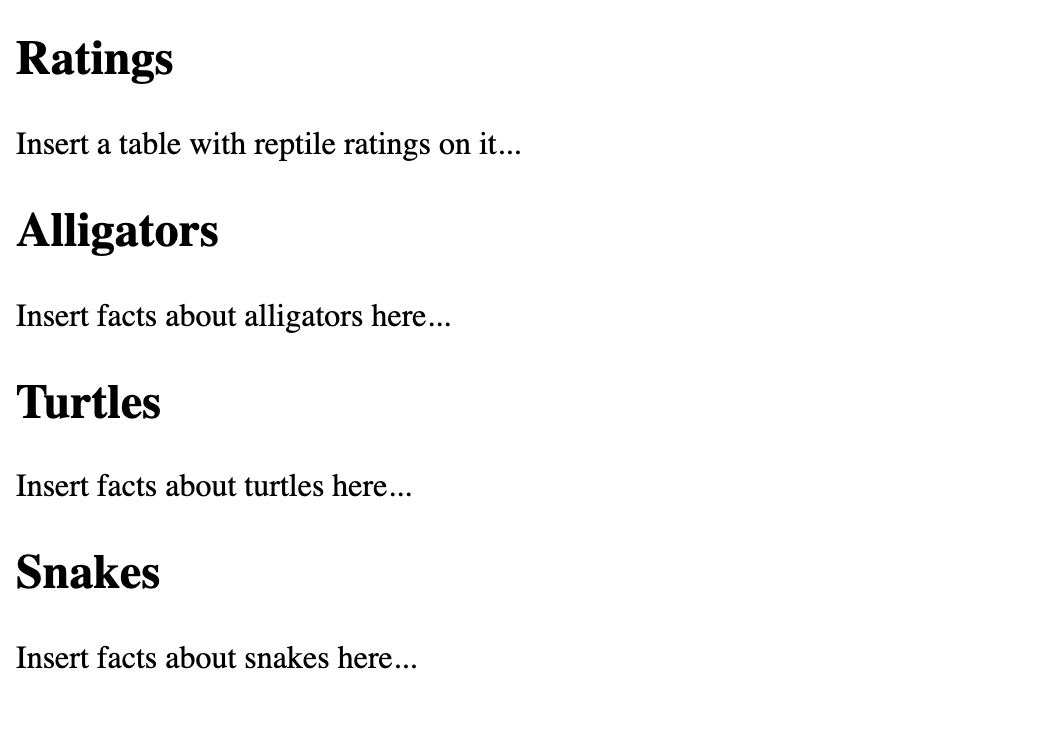 Ratings
Insert a table with reptile ratings on it...
Alligators
Insert facts about alligators here...
Turtles
Insert facts about turtles here...
Snakes
Insert facts about snakes here...